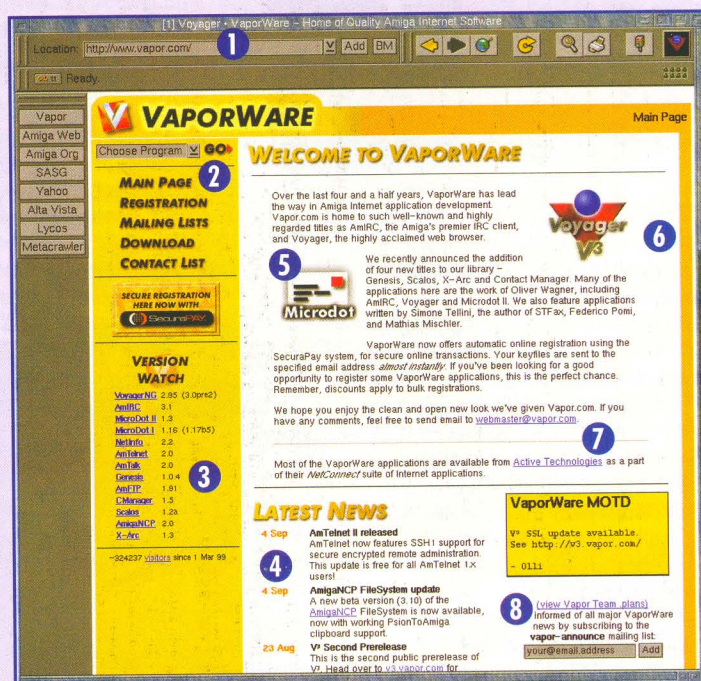 [1] Voyager • VaporWare - Home of Quality Amiga Internet Software
Location: http://www.vapor.com/
1
Add BM
Ready.
Vapor
Amiga Web
Amiga Org
SASG
Yahoo
Alta Vista
Lycos
Metacrawler
VAPORWARE
Main Page
Choose Program GO
2
MAIN PAGE
REGISTRATION
MAILING LISTS
DOWNLOAD
CONTACT LIST
SECURE REGISTRATION
HERE NOW WITH
SecuraPAY
VERSION
WATCH
VoyagerNG 2.95 (3.0pre2)
AmIRC 3.1
MicroDot II 1.3
MicroDot I 1.16 (1.17b5)
NetInfo 2.2
AmTelnet 2.0
AmTalk 2.0
Genesis 1.0.4
AmFTP 1.91
3
CManager 1.5
Scalos 1.2a
AmigaNCP 2.0
X-Arc 1.3
~324237 visitors since 1 Mar 99
WELCOME TO VAPORWARE
Over the last four and a half years, VaporWare has lead
the way in Amiga Internet application development.
Vapor.com is home to such well-known and highly
regarded titles as AmIRC, the Amiga's premier IRC client,
and Voyager, the highly acclaimed web browser.
Voyager
V3
6
5
Microdot
We recently announced the addition
of four new titles to our library -
Genesis, Scalos, X-Arc and Contact Manager. Many of the
applications here are the work of Oliver Wagner, including
AmIRC, Voyager and Microdot II. We also feature applications
written by Simone Tellini, the author of STFax, Federico Pomi,
and Mathias Mischler.
VaporWare now offers automatic online registration using the
SecuraPay system, for secure online transactions. Your keyfiles are sent to the
specified email address almost instantly. If you've been looking for a good
opportunity to register some VaporWare applications, this is the perfect chance.
Remember, discounts apply to bulk registrations.
We hope you enjoy the clean and open new look we've given Vapor.com. If you
have any comments, feel free to send email to webmaster@vapor.com.
7
Most of the VaporWare applications are available from Active Technologies as a part
of their NetConnect suite of Internet applications.
LATEST NEWS
4 Sep AmTelnet II released
AmTelnet now features SSH1 support for
secure encrypted remote administration.
This update is free for all AmTelnet 1.x
users!
4
4 Sep AmigaNCP FileSystem update
A new beta version (3.10) of the
AmigaNCP FileSystem is now available,
now with working PsionToAmiga
clipboard support.
23 Aug V³ Second Prerelease
This is the second public prerelease of
V³. Head over to v3.vapor.com for
VaporWare MOTD
V³ SSL update available.
See http://v3.vapor.com/
- Olli
8
(view Vapor Team .plans)
informed of all major VaporWare
news by subscribing to the
vapor-announce mailing list:
your@email.address Add